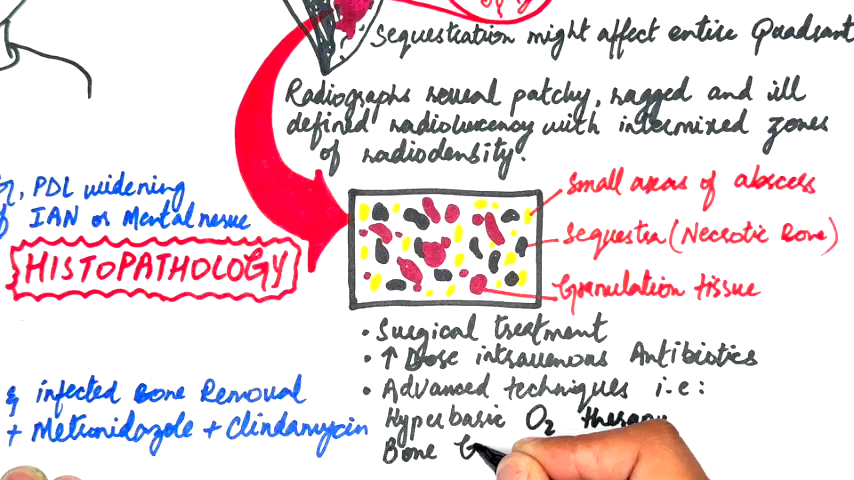 Sequestration might affect entire Quadrant
Radiographs reveal patchy, ragged and ill
defined radiolucency with intermixed zones
of radiodensity.
PDL widening
IAN or Mental nerve
HISTOPATHOLOGY
Small areas of abscess
Sequestra (Necrotic Bone)
Granulation tissue
• Surgical treatment
• ↑ Dose intravenous Antibiotics
• Advanced techniques i.e:
Hyperbaric O2 therapy
Bone
& infected Bone Removal
+ Metronidazole + Clindamycin